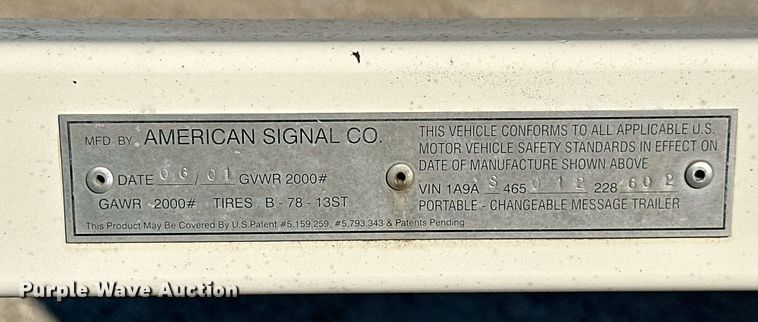 MFD BY AMERICAN SIGNAL CO.
DATE 06/01 GVWR 2000#
GAWR 2000# TIRES B - 78 - 13ST
THIS VEHICLE CONFORMS TO ALL APPLICABLE U.S.
MOTOR VEHICLE SAFETY STANDARDS IN EFFECT ON
DATE OF MANUFACTURE SHOWN ABOVE
VIN 1A9A S 465 012 228 602
PORTABLE - CHANGEABLE MESSAGE TRAILER
This Product May Be Covered By U.S Patent #5,159,259, #5,793,343 & Patents Pending
Purple Wave Auction